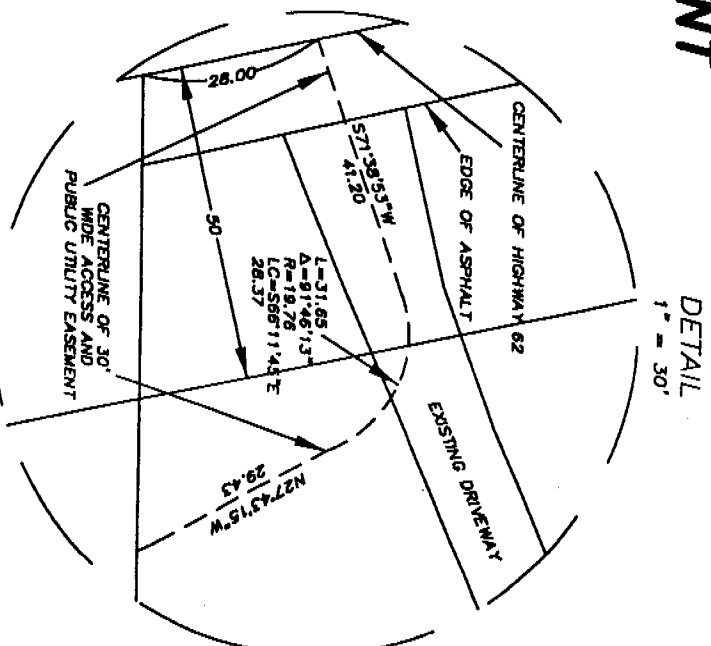 NT
DETAIL
1" = 30'
CENTERLINE OF HIGHWAY 62
EDGE OF ASPHALT
28.00
S71°38'53"W
41.20
50
L=31.65
Δ=91°46'13"
R=19.76
LC=S66°11'45"E
28.37
EXISTING DRIVEWAY
N27°43'15"W
29.43
CENTERLINE OF 30'
WIDE ACCESS AND
PUBLIC UTILITY EASEMENT